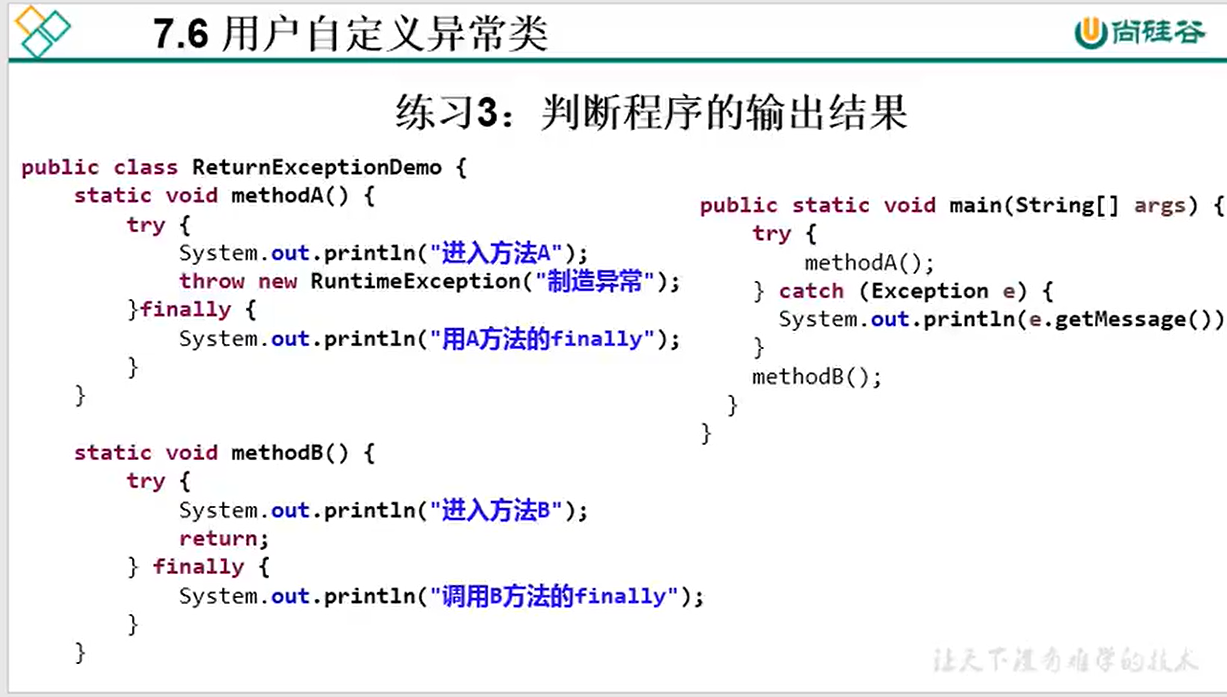 7.6 用户自定义异常类
尚硅谷
练习3：判断程序的输出结果
public class ReturnExceptionDemo {
static void methodA() {
try {
System.out.println("进入方法A");
throw new RuntimeException("制造异常");
}finally {
System.out.println("用A方法的finally");
}
}
static void methodB() {
try {
System.out.println("进入方法B");
return;
} finally {
System.out.println("调用B方法的finally");
}
}
public static void main(String[] args) {
try {
methodA();
} catch (Exception e) {
System.out.println(e.getMessage())
}
methodB();
}
}
让天下没有难学的技术